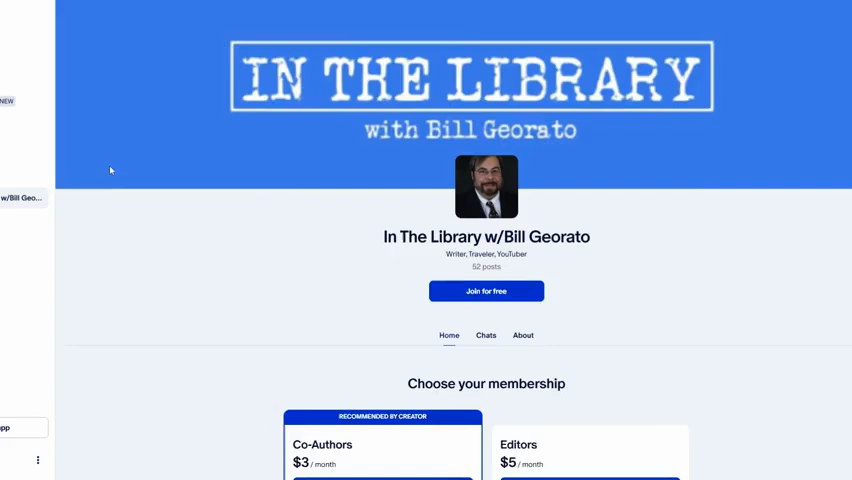 IN THE LIBRARY
with Bill Georato
NEW
w/Bill Geo...
In The Library w/Bill Georato
Writer, Traveler, YouTuber
52 posts
Join for free
Home Chats About
Choose your membership
RECOMMENDED BY CREATOR
Co-Authors
$3 / month
Editors
$5 / month
app